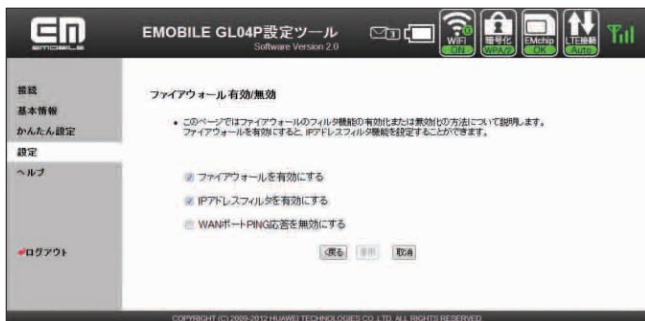 EMOBILE
EMOBILE GL04P設定ツール
Software Version 2.0
WiFi
ON
暗号化
WPA/2
EMchip
OK
LTE接続
Auto
接続
基本情報
かんたん設定
設定
ヘルプ
ログアウト
ファイアウォール有効/無効
このページではファイアウォールのフィルタ機能の有効化または無効化の方法について説明します。
ファイアウォールを有効にすると、IPアドレスフィルタ機能を設定することができます。
ファイアウォールを有効にする
IPアドレスフィルタを有効にする
WANポートPING応答を無効にする
<戻る
適用
取消
COPYRIGHT (C) 2009-2012 HUAWEI TECHNOLOGIES CO.,LTD. ALL RIGHTS RESERVED.